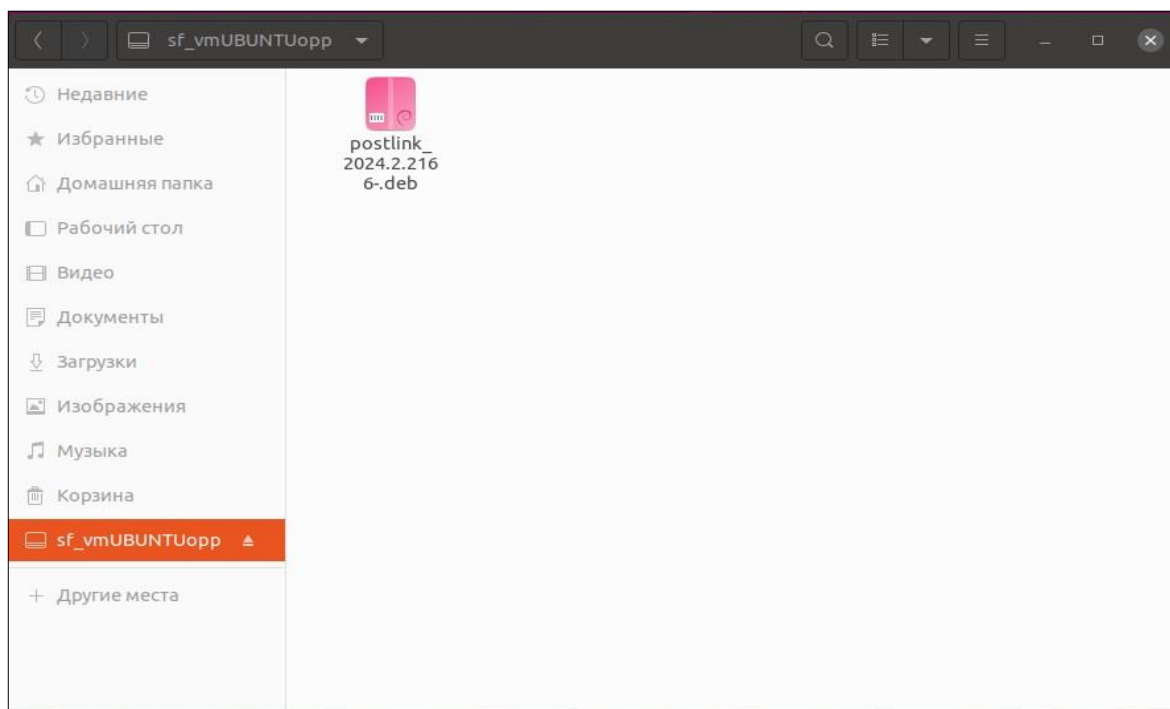 sf_vmUBUNTUopp
Недавние
Избранные
Домашняя папка
Рабочий стол
Видео
Документы
Загрузки
Изображения
Музыка
Корзина
sf_vmUBUNTUopp
Другие места
postlink_
2024.2.216
6-.deb